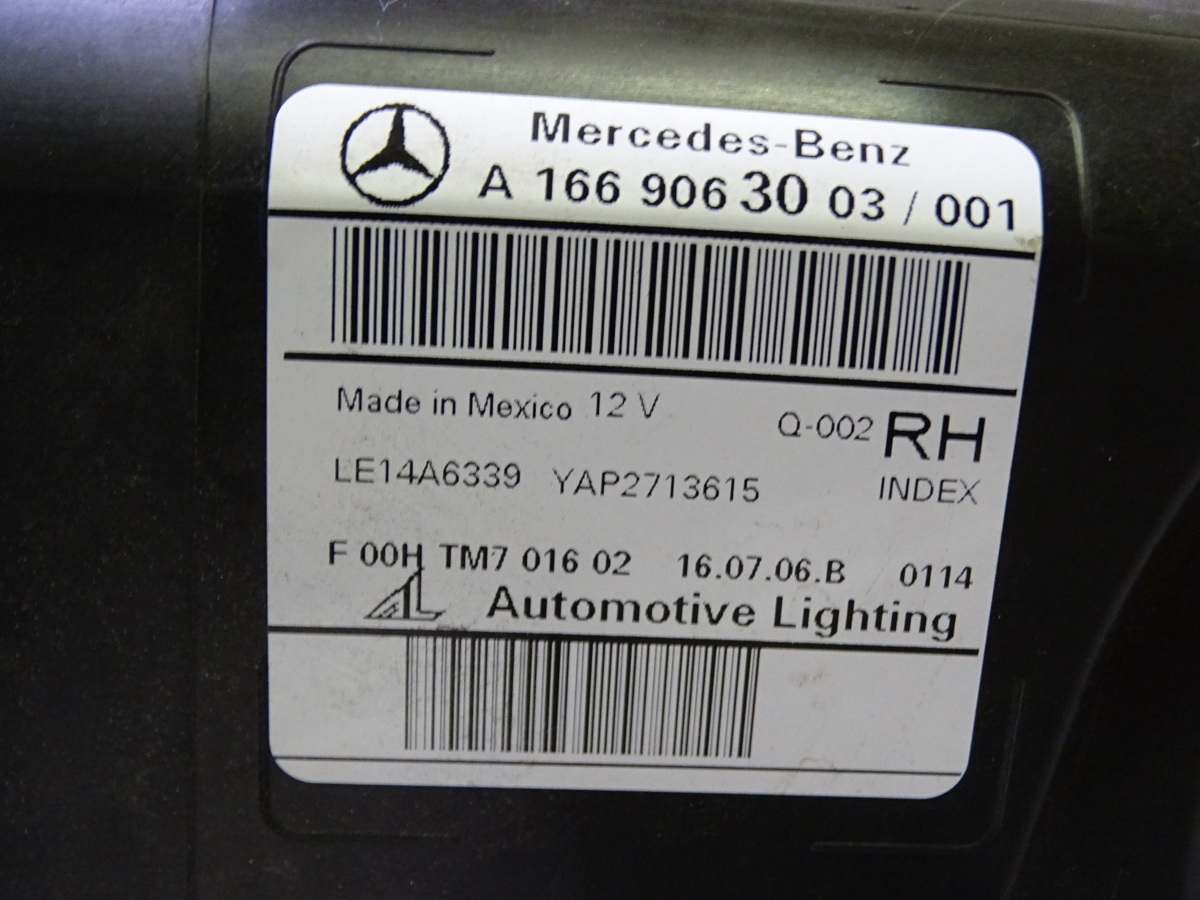 Mercedes-Benz
A 166 906 30 03 / 001
Made in Mexico 12 V Q-002 RH
LE14A6339 YAP2713615 INDEX
F 00H TM7 016 02 16.07.06.B 0114
AL Automotive Lighting